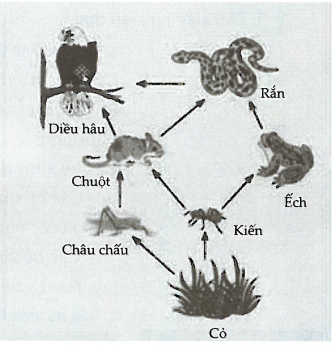 Rắn
Diều hâu
Chuột
Ếch
Kiến
Châu chấu
Cỏ